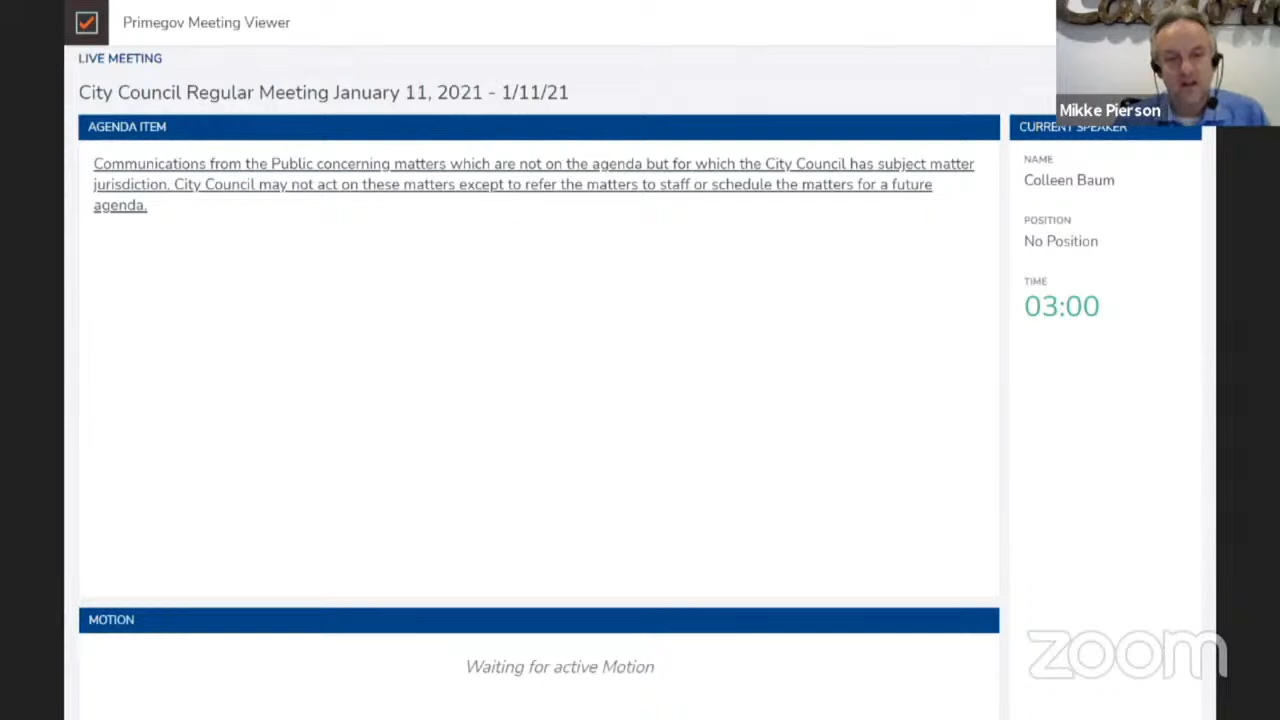 Primegov Meeting Viewer
LIVE MEETING
City Council Regular Meeting January 11, 2021 - 1/11/21
Mikke Pierson
AGENDA ITEM
Communications from the Public concerning matters which are not on the agenda but for which the City Council has subject matter
jurisdiction. City Council may not act on these matters except to refer the matters to staff or schedule the matters for a future
agenda.
CURRENT SPEAKER
NAME
Colleen Baum
POSITION
No Position
TIME
03:00
MOTION
Waiting for active Motion
zoom